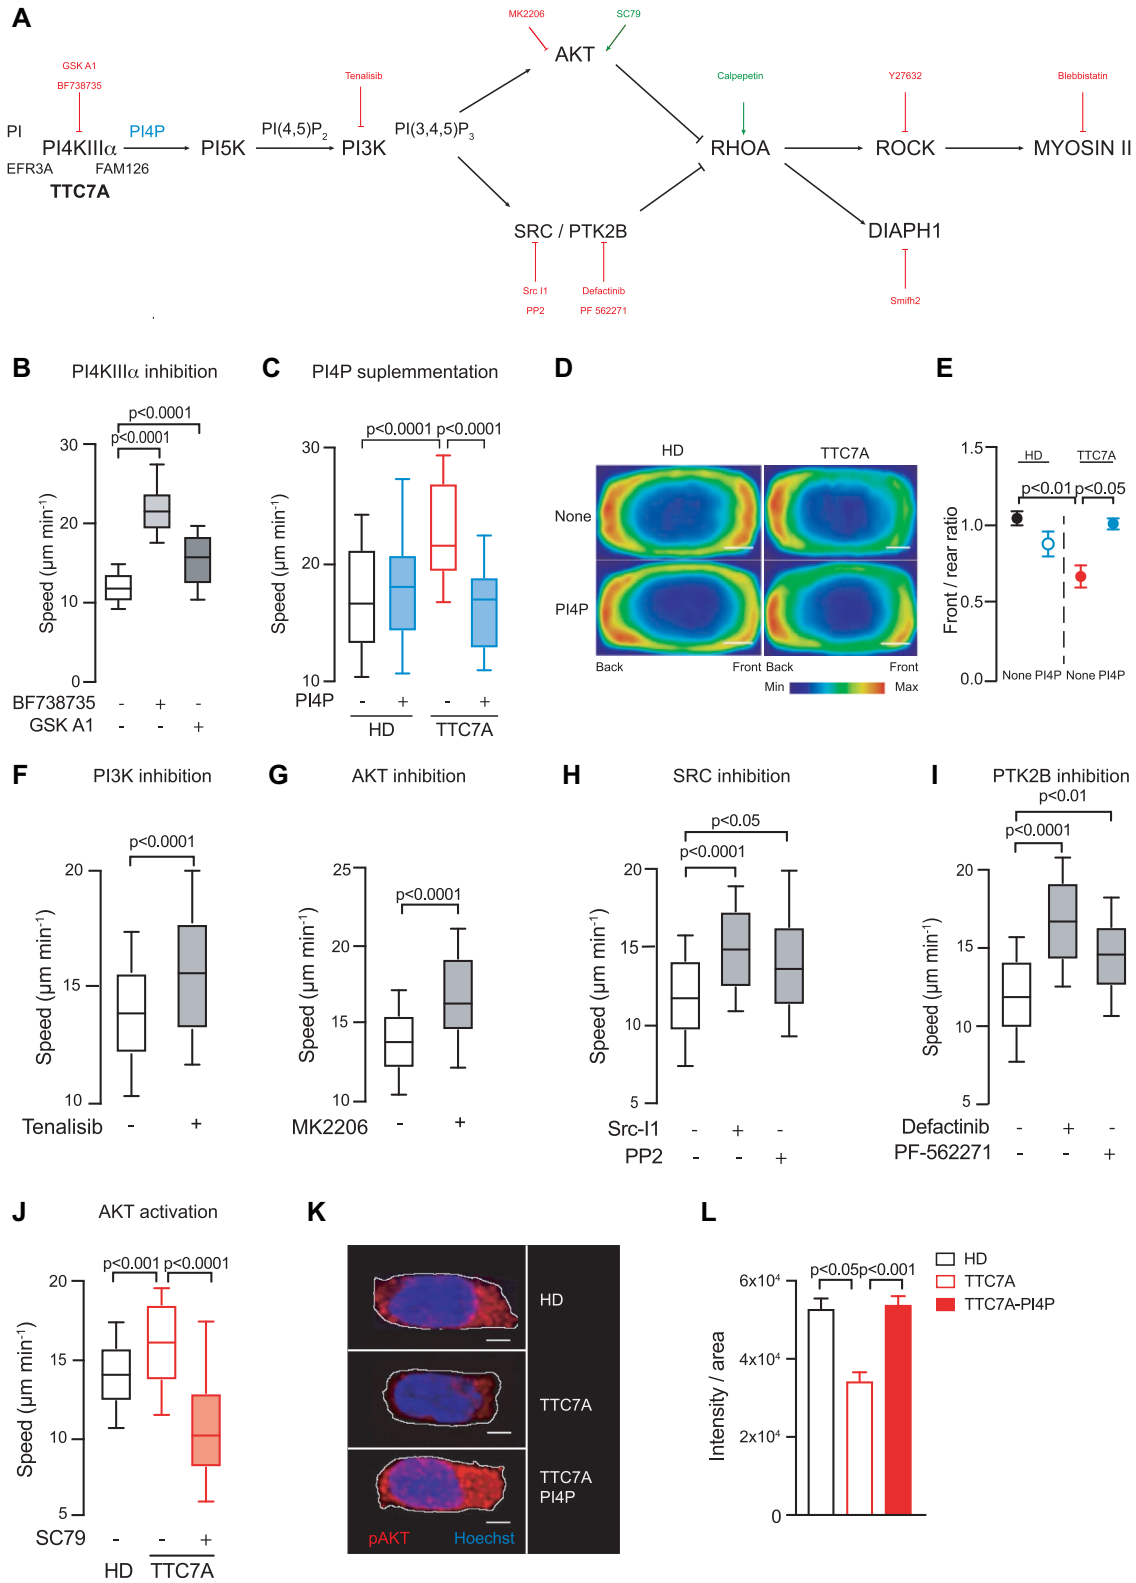 A
MK2206
SC79
AKT
GSK A1
BF738735
Tenalisib
Calpepetin
Y27632
Blebbistatin
PI
PI4KIIIα
PI4P
PI5K
PI(4,5)P2
PI3K
PI(3,4,5)P3
RHOA
ROCK
MYOSIN II
EFR3A
FAM126
TTC7A
SRC / PTK2B
DIAPH1
Src I1
PP2
Defactinib
PF 562271
Smifh2
B
PI4KIIIα inhibition
p<0.0001
p<0.0001
Speed (µm min-1)
30
20
10
0
BF738735 - + -
GSK A1 - - +
C
PI4P suplemmentation
p<0.0001 p<0.0001
Speed (µm min-1)
30
20
10
PI4P - + - +
HD TTC7A
D
HD TTC7A
None
PI4P
Back Front Back Front
Min Max
E
HD TTC7A
p<0.01 p<0.05
Front / rear ratio
1.5
1.0
0.5
0.0
None PI4P None PI4P
F
PI3K inhibition
p<0.0001
Speed (µm min-1)
20
15
10
Tenalisib - +
G
AKT inhibition
p<0.0001
Speed (µm min-1)
25
20
15
10
MK2206 - +
H
SRC inhibition
p<0.05
p<0.0001
Speed (µm min-1)
20
15
10
5
Src-I1 - + -
PP2 - - +
I
PTK2B inhibition
p<0.01
p<0.0001
Speed (µm min-1)
20
15
10
5
Defactinib - + -
PF-562271 - - +
J
AKT activation
p<0.001 p<0.0001
Speed (µm min-1)
20
15
10
5
SC79 - - +
HD TTC7A
K
HD
TTC7A
TTC7A
PI4P
pAKT Hoechst
L
HD
TTC7A
TTC7A-PI4P
p<0.05 p<0.001
Intensity / area
6x10⁴
4x10⁴
2x10⁴
0